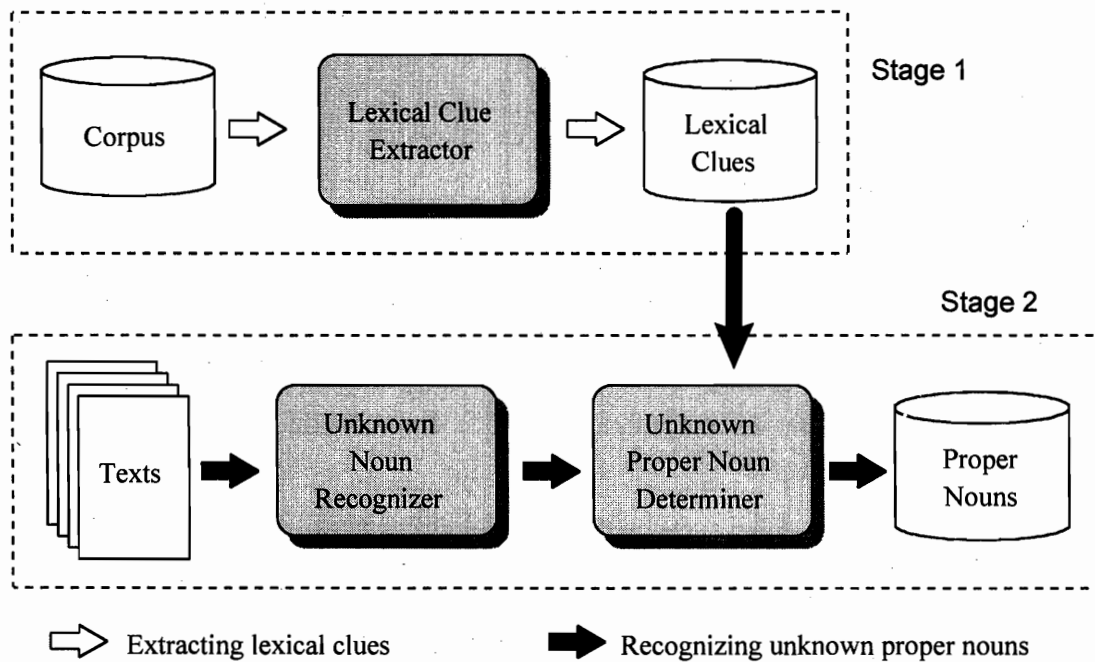 Stage 1
Corpus
Lexical Clue
Extractor
Lexical
Clues
Stage 2
Texts
Unknown
Noun
Recognizer
Unknown
Proper Noun
Determiner
Proper
Nouns
Extracting lexical clues
Recognizing unknown proper nouns